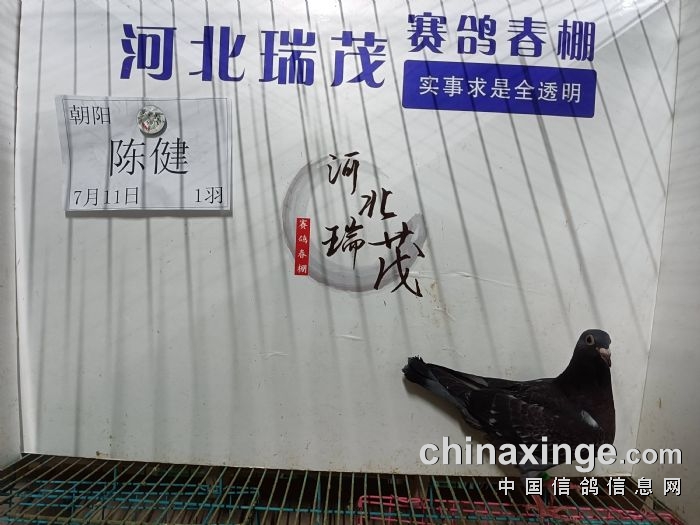 河北瑞茂 赛鸽春棚
实事求是全透明
朝阳
陈健
7月11日 1羽
河北
瑞茂
赛鸽春棚
chinaxinge.com
中国信鸽信息网